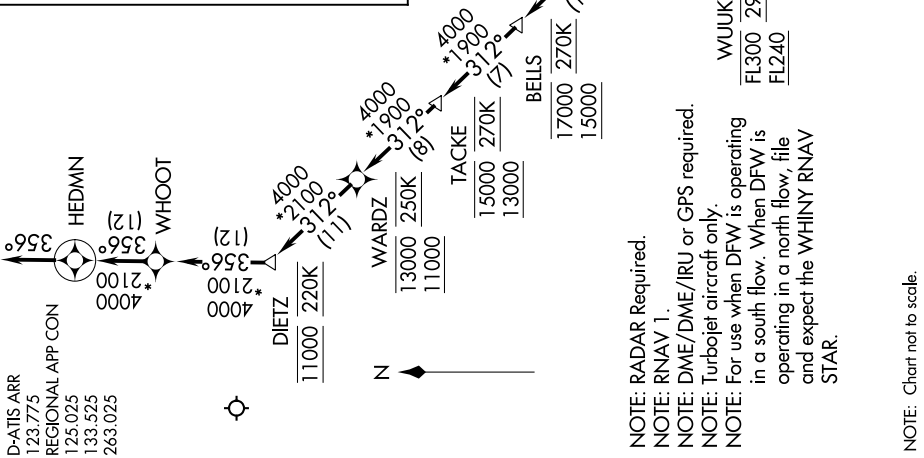 D-ATIS ARR
123.775
REGIONAL APP CON
125.025
133.525
263.025
356°
HEDMN
356°
(12)
4000
*2100
WHOOT
356°
(12)
4000
*2100
DIETZ
11000 220K
4000
*2100
312°
(11)
WARDZ
13000 250K
11000
4000
*1900
312°
(8)
TACKE
15000 270K
13000
4000
*1900
312°
(7)
BELLS
17000 270K
15000
N
WUUK
FL300 29
FL240
NOTE: RADAR Required.
NOTE: RNAV 1.
NOTE: DME/DME/IRU or GPS required.
NOTE: Turbojet aircraft only.
NOTE: For use when DFW is operating
in a south flow. When DFW is
operating in a north flow, file
and expect the WHINY RNAV
STAR.
NOTE: Chart not to scale.